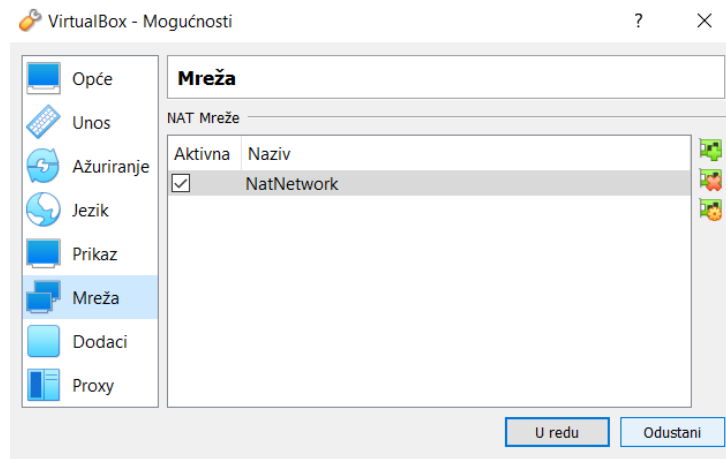 VirtualBox - Mogućnosti
?
Opće
Unos
Ažuriranje
Jezik
Prikaz
Mreža
Dodaci
Proxy
Mreža
NAT Mreže
Aktivna Naziv
NatNetwork
U redu Odustani